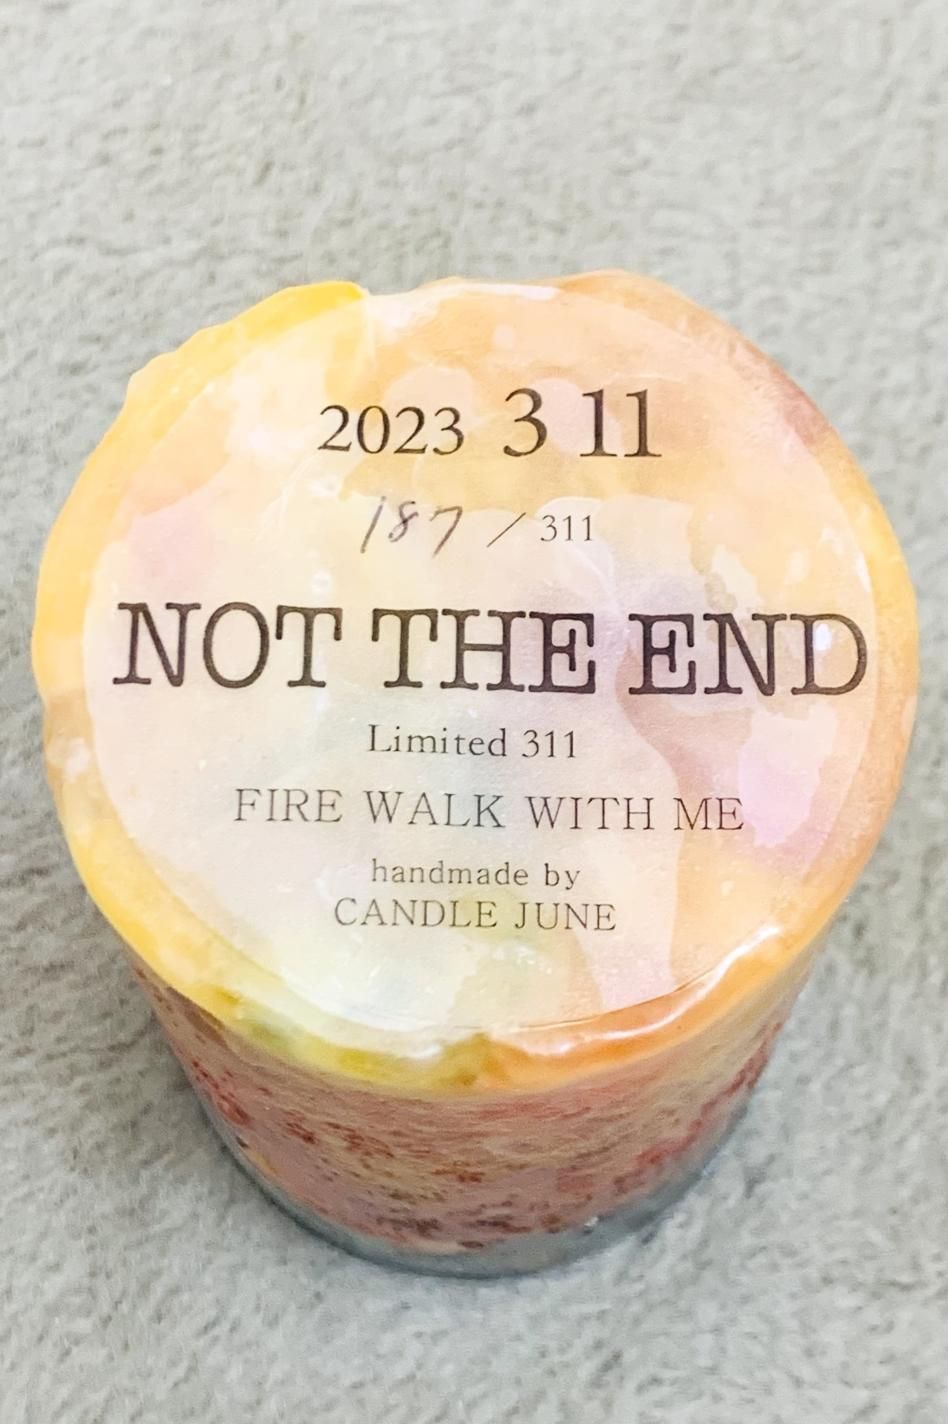 2023 3 11
187 / 311
NOT THE END
Limited 311
FIRE WALK WITH ME
handmade by
CANDLE JUNE